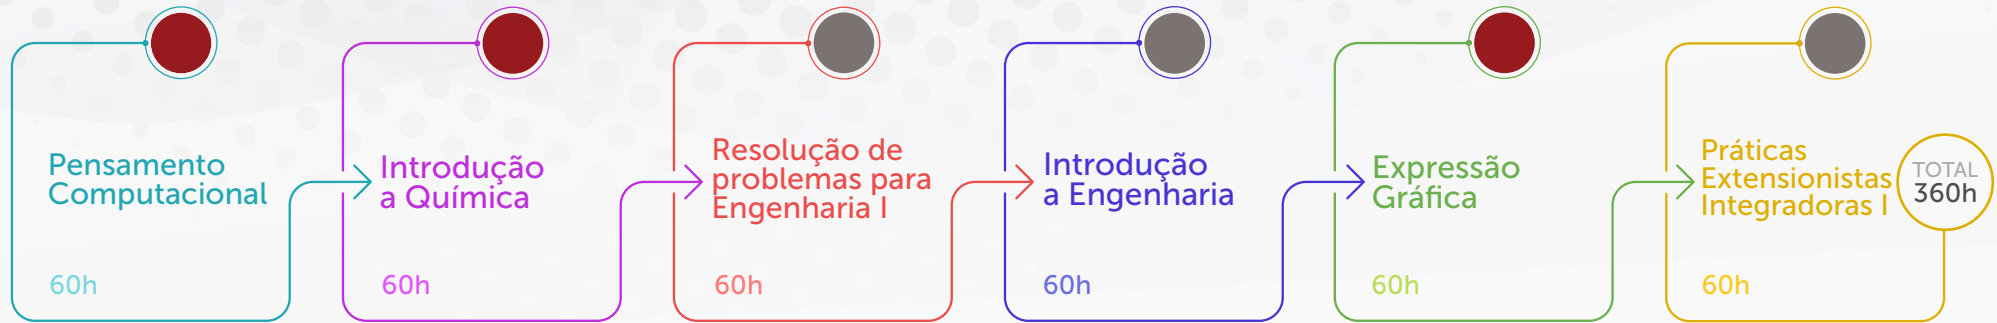 Pensamento
Computacional
60h
Introdução
a Química
60h
Resolução de
problemas para
Engenharia I
60h
Introdução
a Engenharia
60h
Expressão
Gráfica
60h
Práticas
Extensionistas
Integradoras I
60h
TOTAL
360h